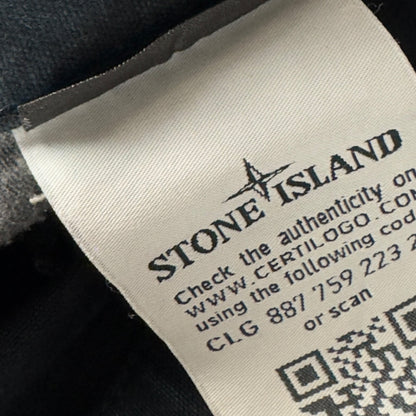 STONE ISLAND
Check the authenticity on
WWW.CERTILOGO.COM
using the following code
CLG 887 759 223 2
or scan